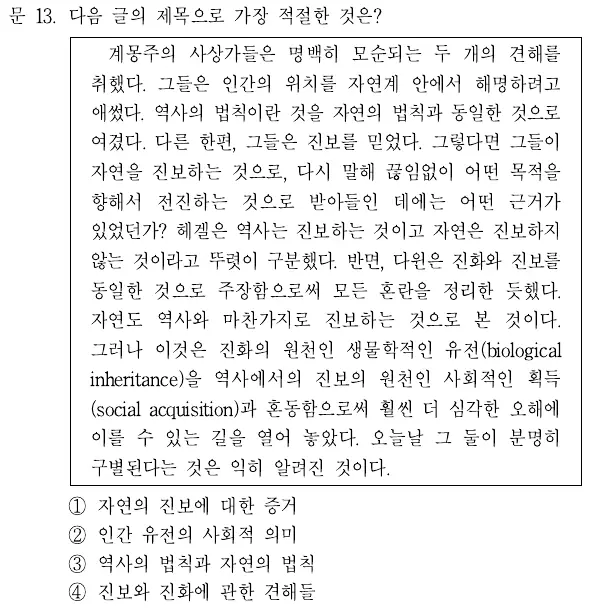 문 13. 다음 글의 제목으로 가장 적절한 것은?
계몽주의 사상가들은 명백히 모순되는 두 개의 견해를
취했다. 그들은 인간의 위치를 자연계 안에서 해명하려고
애썼다. 역사의 법칙이란 것을 자연의 법칙과 동일한 것으로
여겼다. 다른 한편, 그들은 진보를 믿었다. 그렇다면 그들이
자연을 진보하는 것으로, 다시 말해 끊임없이 어떤 목적을
향해서 전진하는 것으로 받아들인 데에는 어떤 근거가
있었던가? 헤겔은 역사는 진보하는 것이고 자연은 진보하지
않는 것이라고 뚜렷이 구분했다. 반면, 다윈은 진화와 진보를
동일한 것으로 주장함으로써 모든 혼란을 정리한 듯했다.
자연도 역사와 마찬가지로 진보하는 것으로 본 것이다.
그러나 이것은 진화의 원천인 생물학적인 유전(biological
inheritance)을 역사에서의 진보의 원천인 사회적인 획득
(social acquisition)과 혼동함으로써 훨씬 더 심각한 오해에
이를 수 있는 길을 열어 놓았다. 오늘날 그 둘이 분명히
구별된다는 것은 익히 알려진 것이다.
① 자연의 진보에 대한 증거
② 인간 유전의 사회적 의미
③ 역사의 법칙과 자연의 법칙
④ 진보와 진화에 관한 견해들